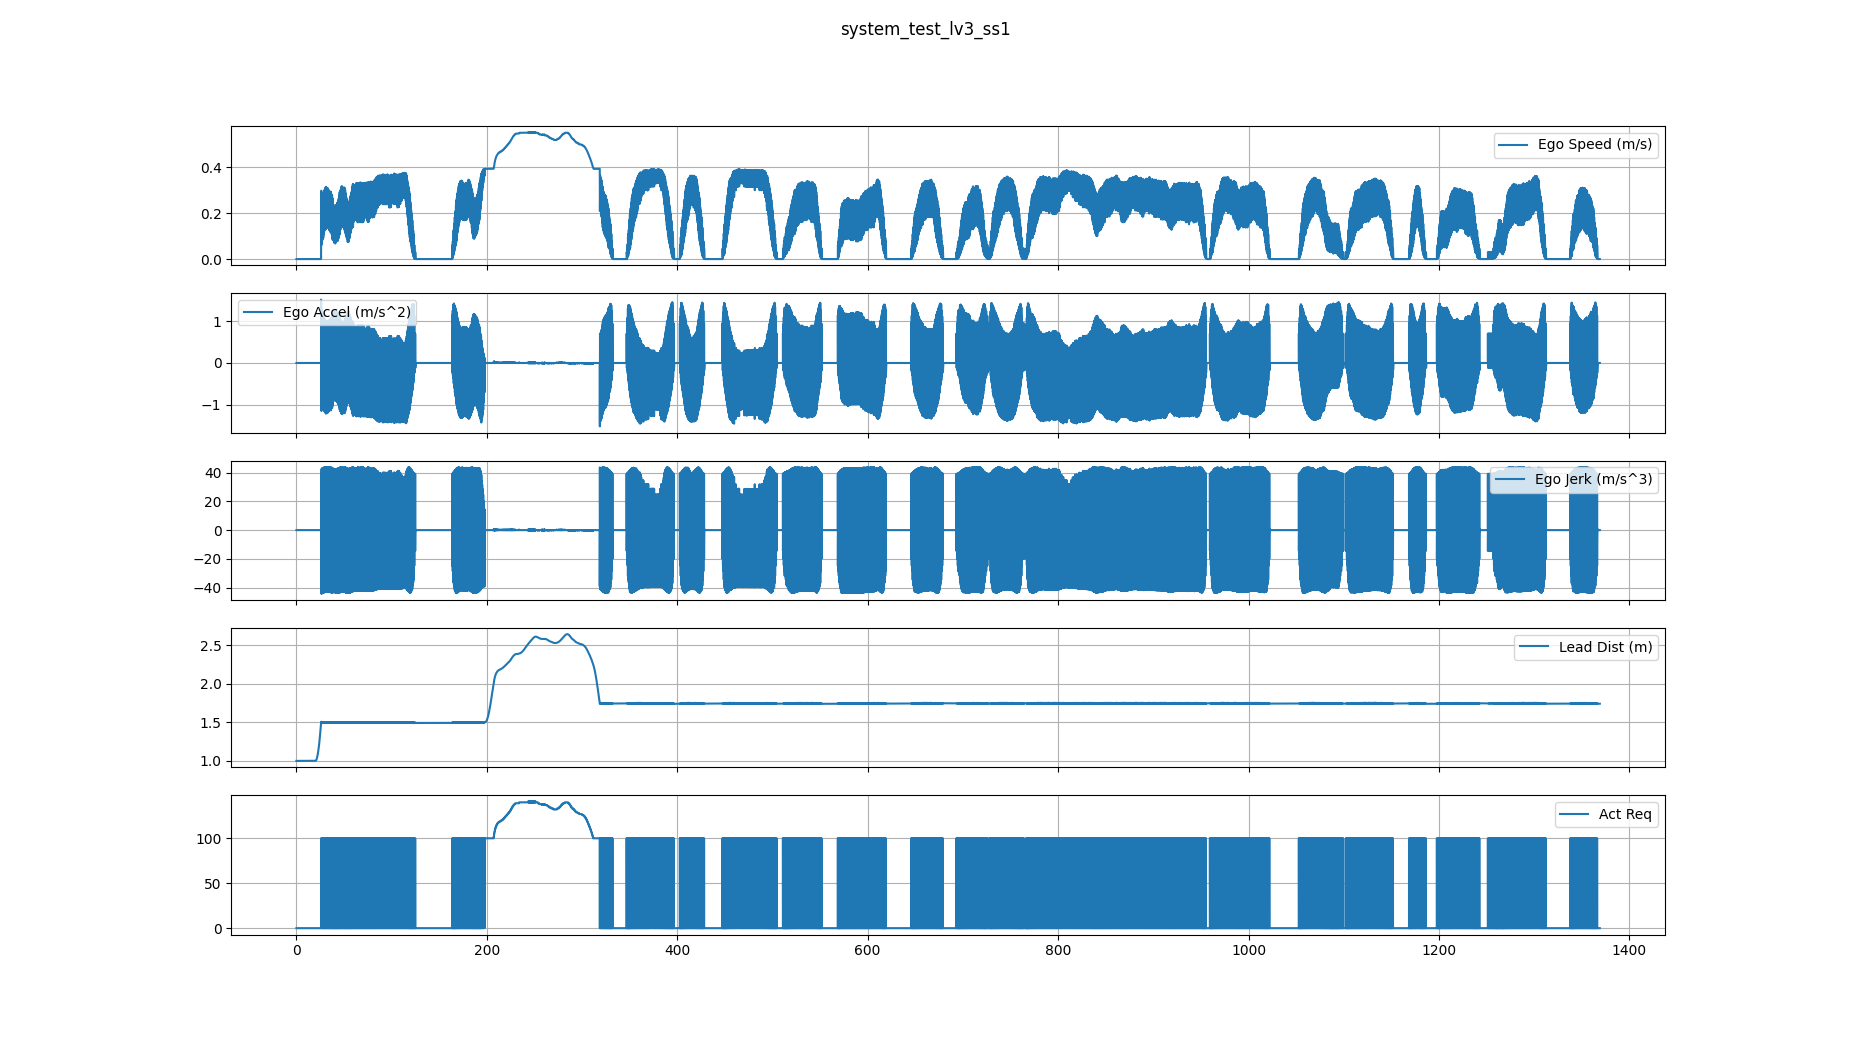 system_test_lv3_ss1
Ego Speed (m/s)
0.4
0.2
0.0
Ego Accel (m/s^2)
1
0
−1
Ego Jerk (m/s^3)
40
20
0
−20
−40
Lead Dist (m)
2.5
2.0
1.5
1.0
Act Req
100
50
0
0 200 400 600 800 1000 1200 1400